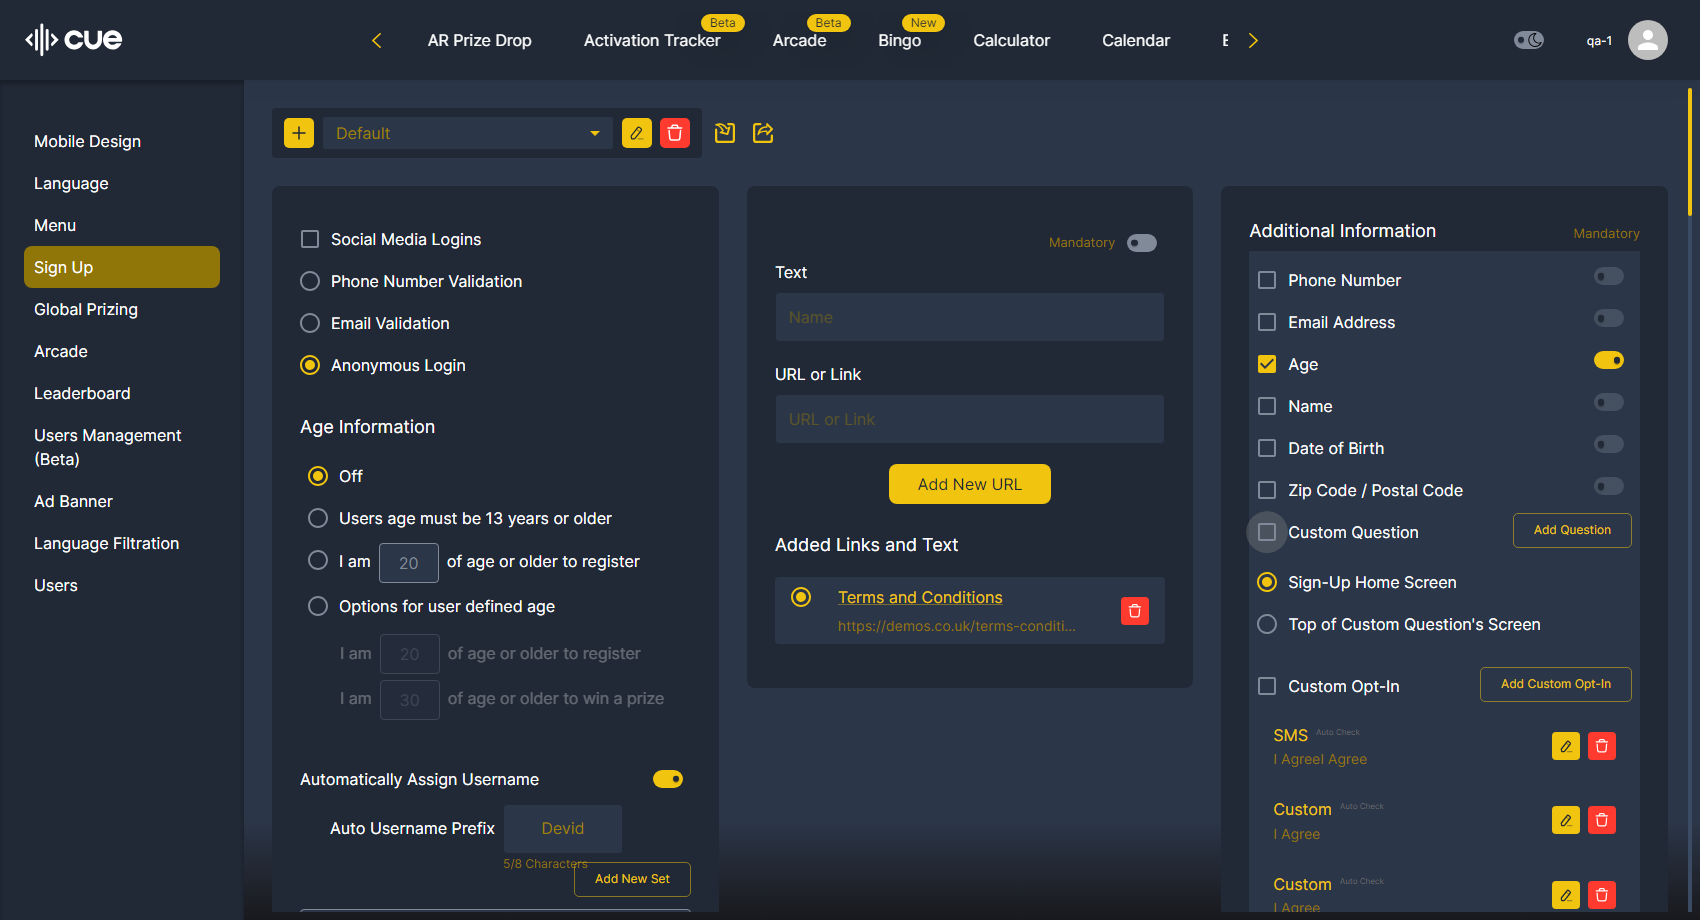 cue
AR Prize Drop
Activation Tracker
Beta
Arcade
Beta
Bingo
New
Calculator
Calendar
qa-1
Mobile Design
Language
Menu
Sign Up
Global Prizing
Arcade
Leaderboard
Users Management
(Beta)
Ad Banner
Language Filtration
Users
Default
Social Media Logins
Phone Number Validation
Email Validation
Anonymous Login
Age Information
Off
Users age must be 13 years or older
I am 20 of age or older to register
Options for user defined age
I am 20 of age or older to register
I am 30 of age or older to win a prize
Automatically Assign Username
Auto Username Prefix Devid
5/8 Characters
Add New Set
Mandatory
Text
Name
URL or Link
URL or Link
Add New URL
Added Links and Text
Terms and Conditions
https://demos.co.uk/terms-conditi...
Additional Information
Mandatory
Phone Number
Email Address
Age
Name
Date of Birth
Zip Code / Postal Code
Custom Question
Add Question
Sign-Up Home Screen
Top of Custom Question's Screen
Custom Opt-In
Add Custom Opt-In
SMS Auto Check
I AgreeI Agree
Custom Auto Check
I Agree
Custom Auto Check
I Agree